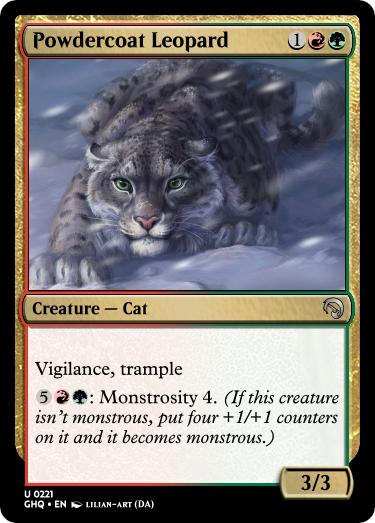 Powdercoat Leopard 1
Creature — Cat
Vigilance, trample
5: Monstrosity 4. (If this creature
isn't monstrous, put four +1/+1 counters
on it and it becomes monstrous.)
3/3
U 0221
GHQ • EN LILIAN-ART (DA)